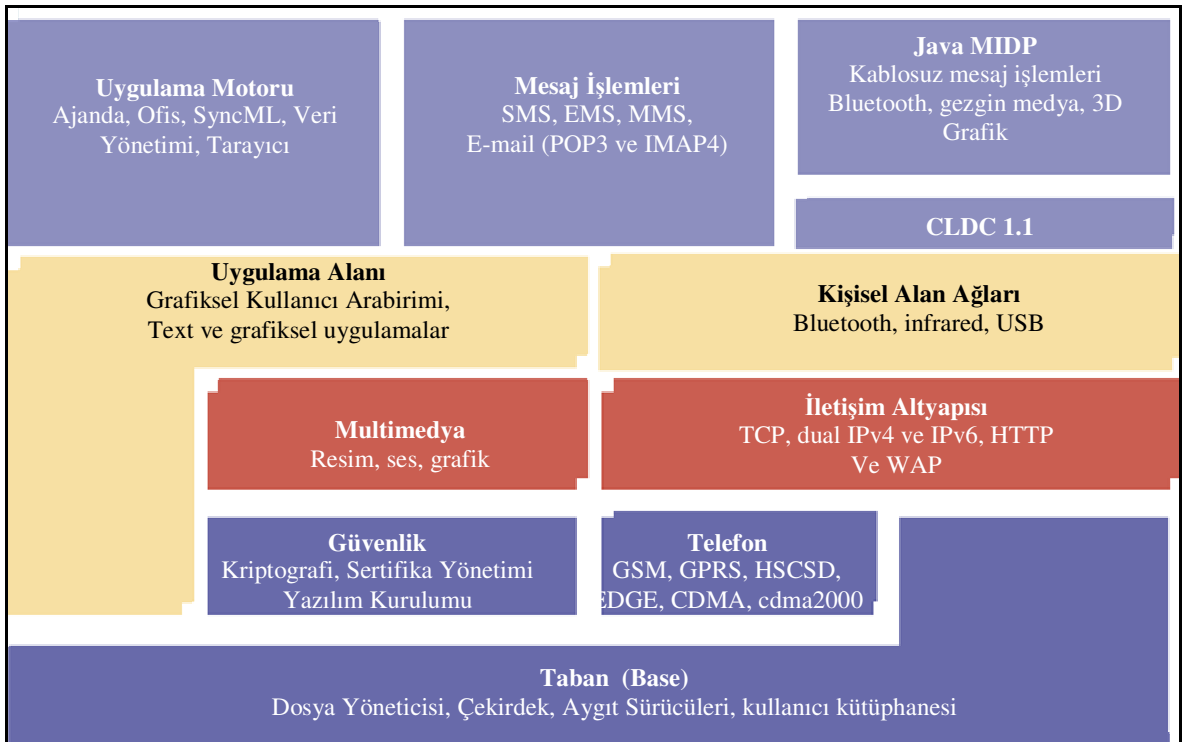 Uygulama Motoru
Ajanda, Ofis, SyncML, Veri
Yönetimi, Tarayıcı
Mesaj İşlemleri
SMS, EMS, MMS,
E-mail (POP3 ve IMAP4)
Java MIDP
Kablosuz mesaj işlemleri
Bluetooth, gezgin medya, 3D
Grafik
CLDC 1.1
Uygulama Alanı
Grafiksel Kullanıcı Arabirimi,
Text ve grafiksel uygulamalar
Kişisel Alan Ağları
Bluetooth, infrared, USB
Multimedya
Resim, ses, grafik
İletişim Altyapısı
TCP, dual IPv4 ve IPv6, HTTP
Ve WAP
Güvenlik
Kriptografi, Sertifika Yönetimi
Yazılım Kurulumu
Telefon
GSM, GPRS, HSCSD,
EDGE, CDMA, cdma2000
Taban (Base)
Dosya Yöneticisi, Çekirdek, Aygıt Sürücüleri, kullanıcı kütüphanesi